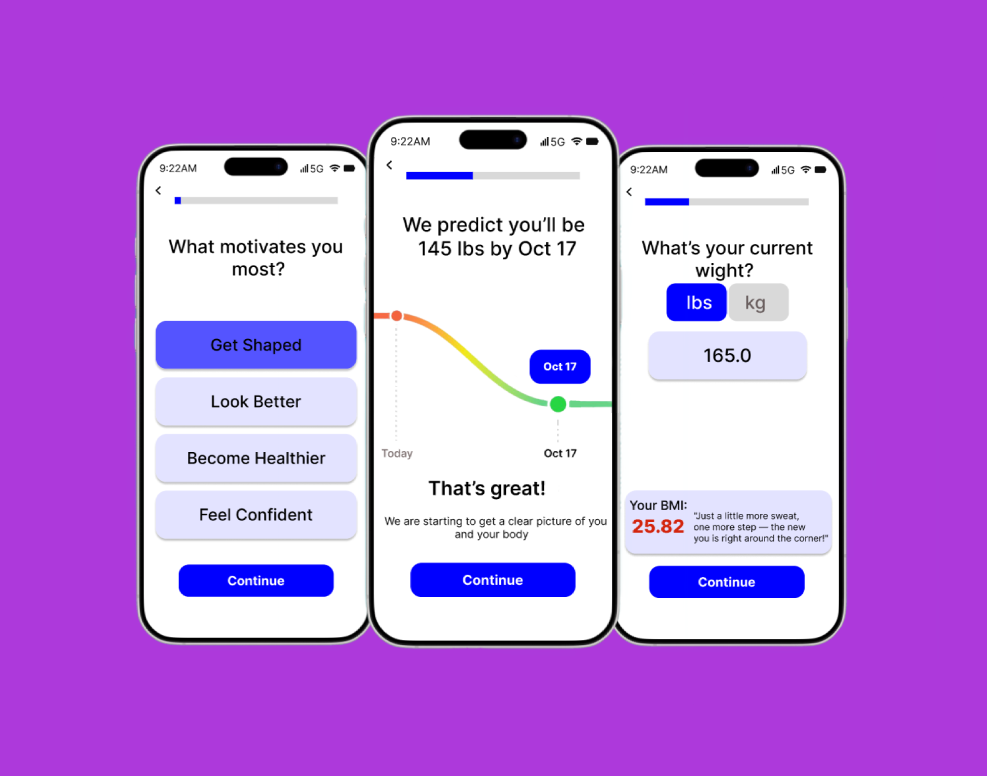 9:22AM
5G
What motivates you
most?
Get Shaped
Look Better
Become Healthier
Feel Confident
Continue
9:22AM
5G
We predict you’ll be
145 lbs by Oct 17
Oct 17
Today
Oct 17
That’s great!
We are starting to get a clear picture of you
and your body
Continue
9:22AM
5G
What’s your current
wight?
lbs
kg
165.0
Your BMI:
25.82
“Just a little more sweat,
one more step — the new
you is right around the corner!”
Continue